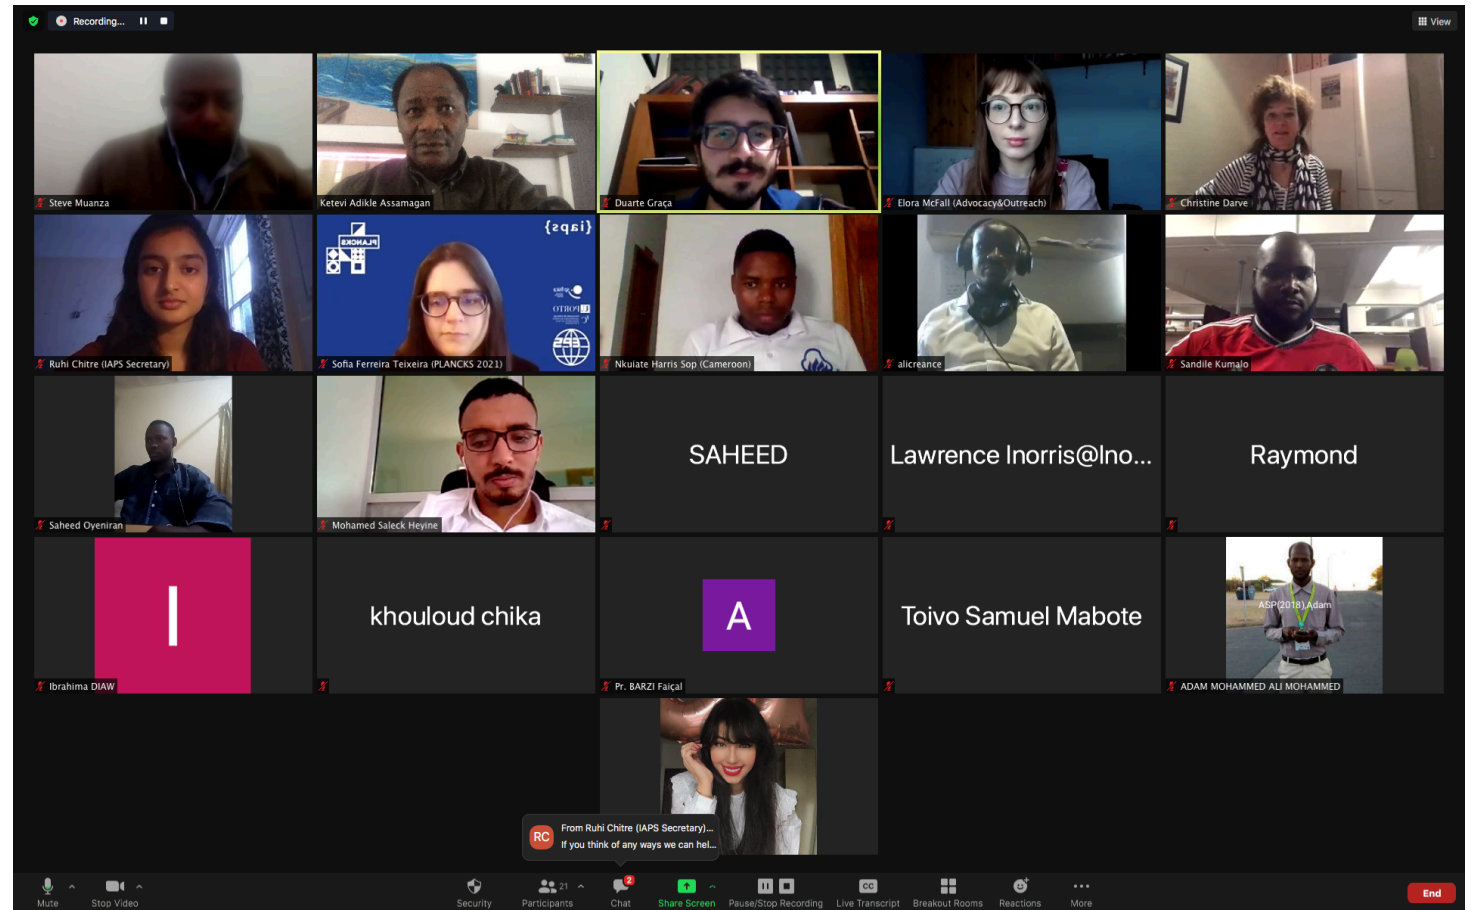 Recording...
View
Steve Muanza
Ketevi Adikle Assamagan
Duarte Graça
Elora McFall (Advocacy&Outreach)
Christine Darve
PLANCKS
{iaps}
PORTO
EPS
Ruhi Chitre (IAPS Secretary)
Sofia Ferreira Teixeira (PLANCKS 2021)
Nkuiate Harris Sop (Cameroon)
alicreance
Sandile Kumalo
SAHEED
Lawrence lnorris@lno...
Raymond
Saheed Oyeniran
Mohamed Saleck Heyine
I
khouloud chika
A
Toivo Samuel Mabote
ASP(2018),Adam
Ibrahima DIAW
Pr. BARZI Faiçal
ADAM MOHAMMED ALI MOHAMMED
RC
From Ruhi Chitre (IAPS Secretary)...
If you think of any ways we can hel...
21
2
CC
Mute
Stop Video
Security
Participants
Chat
Share Screen
Pause/Stop Recording
Live Transcript
Breakout Rooms
Reactions
More
End